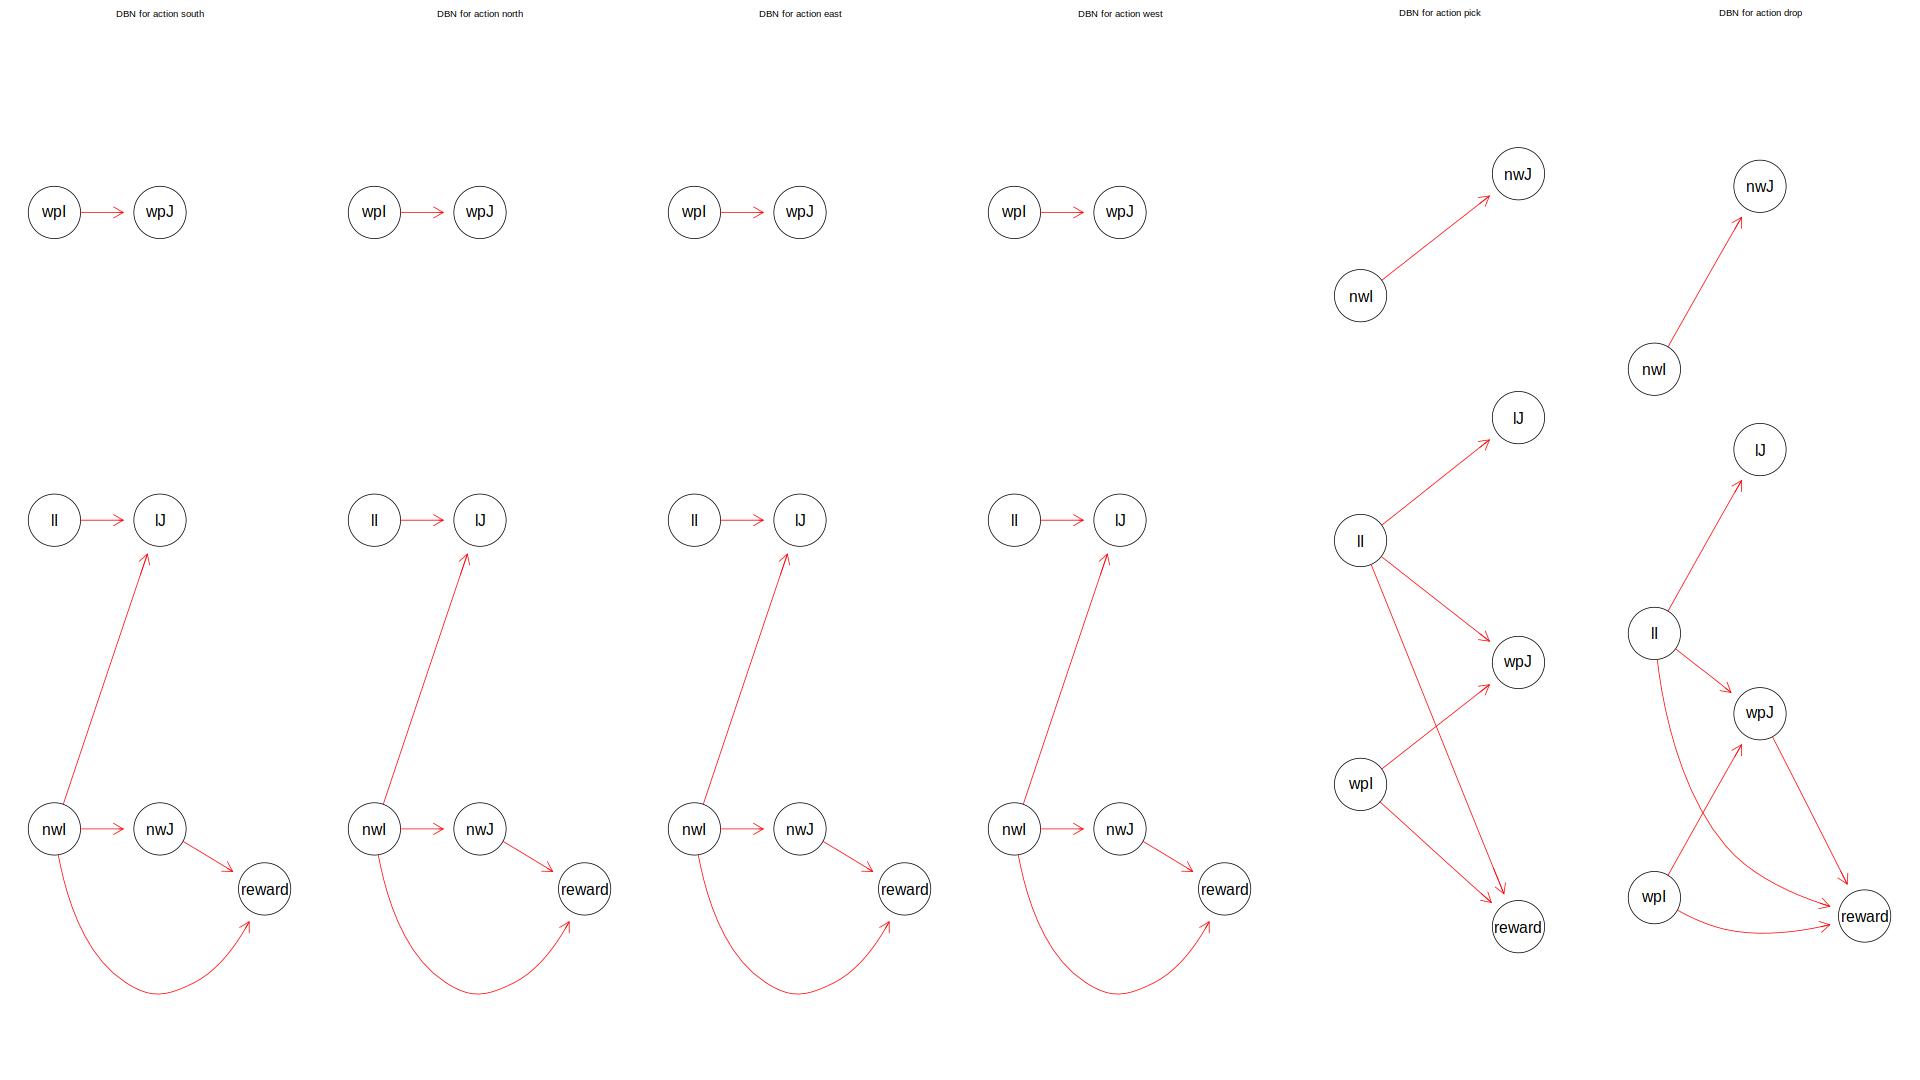 DBN for action south
wpI
wpJ
lI
lJ
nwI
nwJ
reward
DBN for action north
wpI
wpJ
lI
lJ
nwI
nwJ
reward
DBN for action east
wpI
wpJ
lI
lJ
nwI
nwJ
reward
DBN for action west
wpI
wpJ
lI
lJ
nwI
nwJ
reward
DBN for action pick
nwJ
nwI
lJ
lI
wpJ
wpI
reward
DBN for action drop
nwJ
nwI
lJ
lI
wpJ
wpI
reward